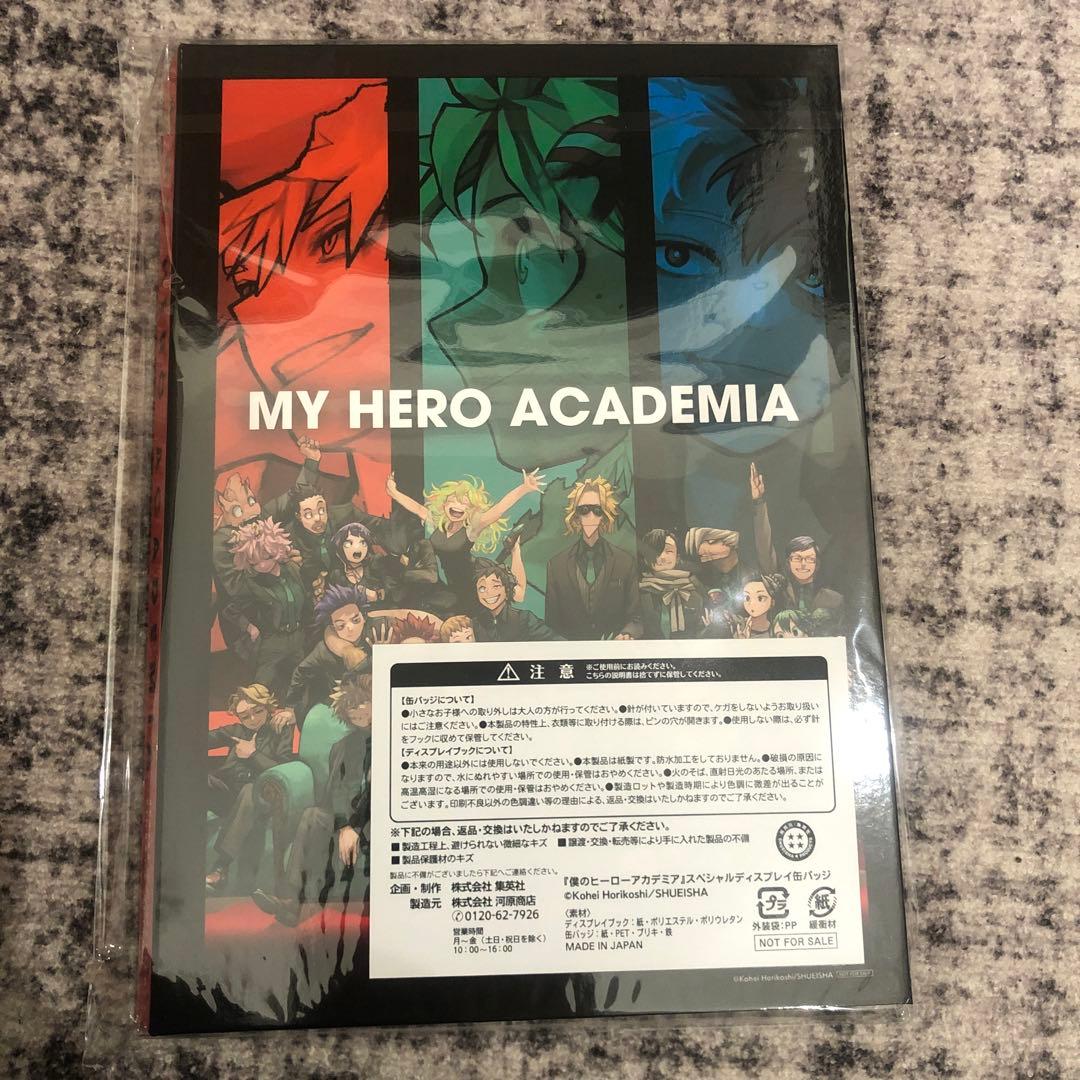 MY HERO ACADEMIA
注意
※ご使用前にお読みください。
こちらの説明書は捨てずに保管してください。
【缶バッジについて】
●小さなお子様への取り外しは大人の方が行ってください。●針が付いていますので、ケガをしないようお取り扱い
にはご注意ください。●本製品の特性上、衣類等に取り付ける際は、ピンの穴が開きます。●使用しない際は、必ず針
をフックに収めて保管してください。
【ディスプレイブックについて】
●本来の用途以外には使用しないでください。●本製品は紙製です。防水加工をしておりません。●破損の原因に
なりますので、水にぬれやすい場所での使用・保管はおやめください。●火のそば、直射日光のあたる場所、または
高温高湿になる場所での使用・保管はおやめください。●製造ロットや製造時期により色調に微差が出ることが
ございます。印刷不良以外の色調違い等の理由による、返品・交換はいたしかねますのでご了承ください。
※下記の場合、返品・交換はいたしかねますのでご了承ください。
■製造工程上、避けられない微細なキズ ■譲渡・交換・転売等により手に入れた製品の不備
■製品保護材のキズ
製品に不備がございましたら下記へご連絡ください。
企画・制作 株式会社 集英社
製造元 株式会社 河原商店
0120-62-7926
営業時間
月〜金（土日・祝日を除く）
10：00〜16：00
『僕のヒーローアカデミア』スペシャルディスプレイ缶バッジ
©Kohei Horikoshi/SHUEISHA
〈素材〉
ディスプレイブック：紙・ポリエステル・ポリウレタン
缶バッジ：紙・PET・ブリキ・鉄
MADE IN JAPAN
プラ
外装袋：PP
紙
緩衝材
NOT FOR SALE
©Kohei Horikoshi/SHUEISHA NOT FOR SALE